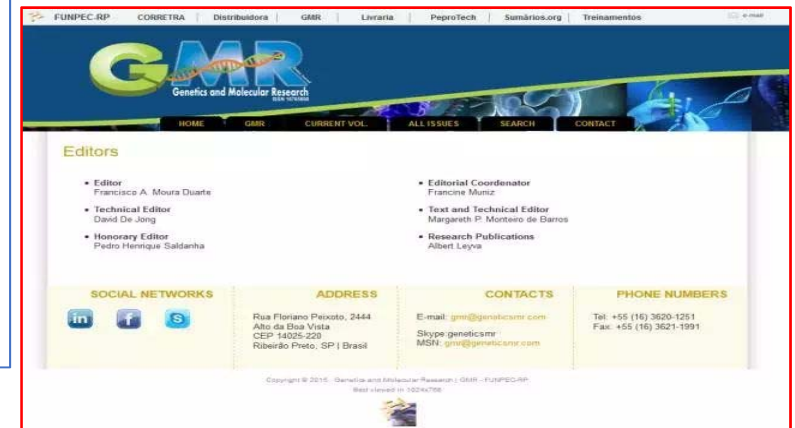 FUNPEC-RP CORRETRA Distribuidora GMR Livraria PeproTech Sumários.org Treinamentos e-mail
GMR
Genetics and Molecular Research
HOME GMR CURRENT VOL. ALL ISSUES SEARCH CONTACT
Editors
• Editor
Francisco A. Moura Duarte
• Technical Editor
David De Jong
• Honorary Editor
Pedro Henrique Saldanha
• Editorial Coordenator
Francine Muniz
• Text and Technical Editor
Margareth P. Monteiro de Barros
• Research Publications
Albert Leyva
SOCIAL NETWORKS
in f S
ADDRESS
Rua Floriano Peixoto, 2444
Alto da Boa Vista
CEP 14025-220
Ribeirão Preto, SP | Brasil
CONTACTS
E-mail: gmr@geneticsmr.com
Skype:geneticsmr
MSN: gmr@geneticsmr.com
PHONE NUMBERS
Tel: +55 (16) 3620-1251
Fax: +55 (16) 3621-1991
Copyright © 2015 - Genetics and Molecular Research | GMR - FUNPEC-RP
Best viewed in 1024x768